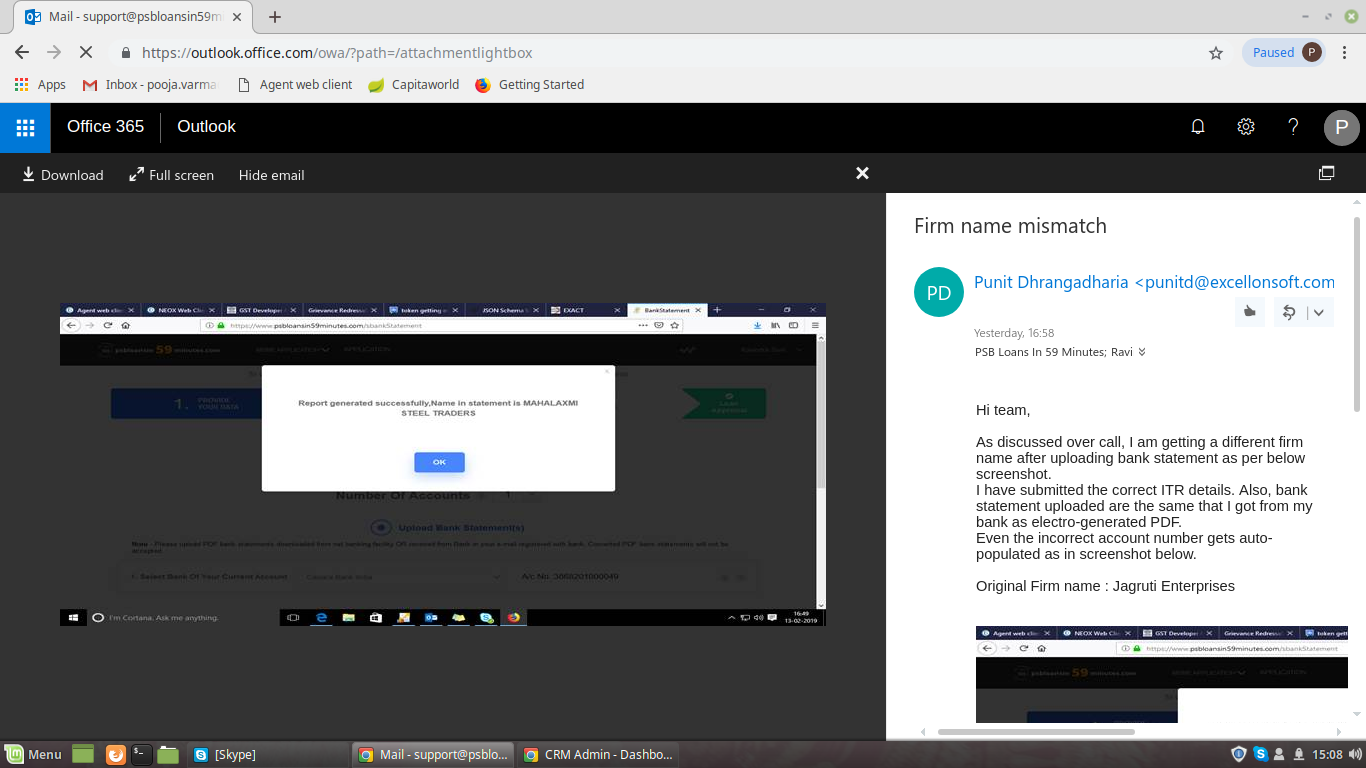 Mail - support@psbloansin59m
https://outlook.office.com/owa/?path=/attachmentlightbox
Paused P
Apps Inbox - pooja.varma Agent web client Capitaworld Getting Started
Office 365 Outlook
P
Download Full screen Hide email
Firm name mismatch
PD
Punit Dhrangadharia <punitd@excellonsoft.com
Yesterday, 16:58
PSB Loans In 59 Minutes; Ravi
Hi team,
As discussed over call, I am getting a different firm
name after uploading bank statement as per below
screenshot.
I have submitted the correct ITR details. Also, bank
statement uploaded are the same that I got from my
bank as electro-generated PDF.
Even the incorrect account number gets auto-
populated as in screenshot below.
Original Firm name : Jagruti Enterprises
Agent web clien NEOX Web Clie GST Developer Grievance Redress token getting JSON Schema EXACT BankStatement
https://www.psbloansin59minutes.com/sbankStatement
psbloansin 59 minutes.com
APPLICATION
1. PROVIDE
YOUR DATA
Report generated successfully,Name in statement is MAHALAXMI
STEEL TRADERS
OK
Number Of Accounts 1
Upload Bank Statement(s)
1. Select Bank Of Your Current Account
I'm Cortana. Ask me anything.
16:49
13-02-2019
Agent web clie NEOX Web Clie GST Developer Grievance Redress token gett
https://www.psbloansin59minutes.com/sbankStatement
psbloansin 59 minutes.com
APPLICATION
Menu
[Skype]
Mail - support@psblo...
CRM Admin - Dashbo...
15:08